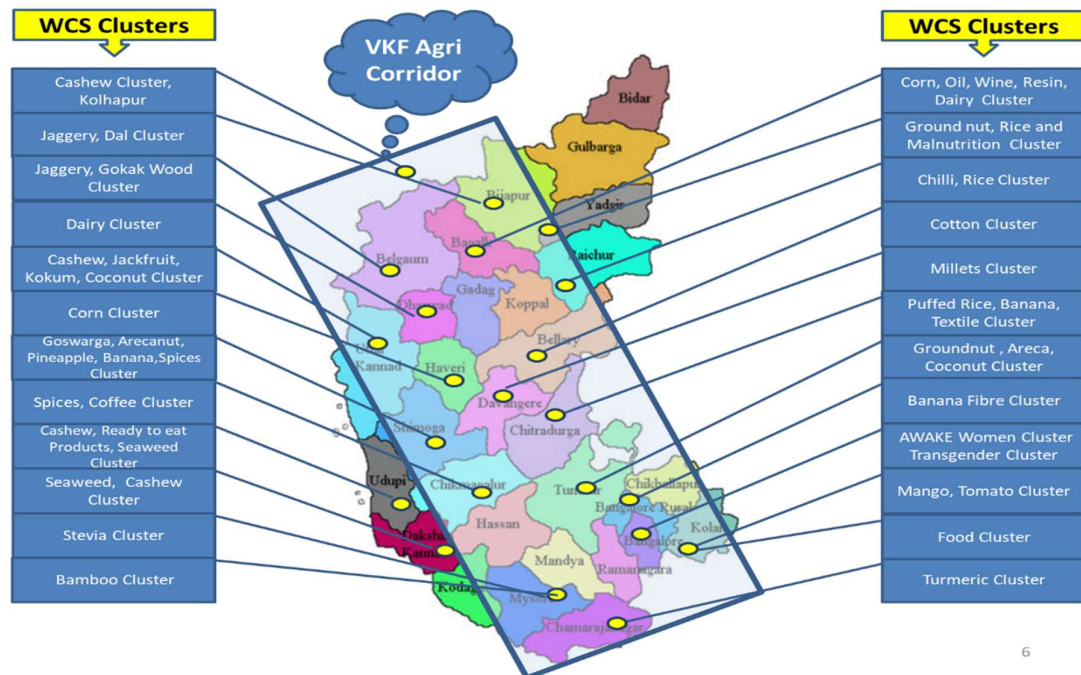 WCS Clusters
VKF Agri
Corridor
WCS Clusters
Cashew Cluster,
Kolhapur
Jaggery, Dal Cluster
Jaggery, Gokak Wood
Cluster
Dairy Cluster
Cashew, Jackfruit,
Kokum, Coconut Cluster
Corn Cluster
Goswarga, Arecanut,
Pineapple, Banana,Spices
Cluster
Spices, Coffee Cluster
Cashew, Ready to eat
Products, Seaweed
Cluster
Seaweed, Cashew
Cluster
Stevia Cluster
Bamboo Cluster
Bidar
Gulbarga
Bijapur
Yadgir
Raichur
Belgaum
Gadag
Koppal
Bellary
Kannad
Haveri
Davangere
Chitradurga
Shimoga
Udupi
Chikmagalur
Chikballapur
Bangalore Rural
Hassan
Bangalore
Mandya
Ramanagara
Mysore
Chamarajanagar
Corn, Oil, Wine, Resin,
Dairy Cluster
Ground nut, Rice and
Malnutrition Cluster
Chilli, Rice Cluster
Cotton Cluster
Millets Cluster
Puffed Rice, Banana,
Textile Cluster
Groundnut , Areca,
Coconut Cluster
Banana Fibre Cluster
AWAKE Women Cluster
Transgender Cluster
Mango, Tomato Cluster
Food Cluster
Turmeric Cluster
6